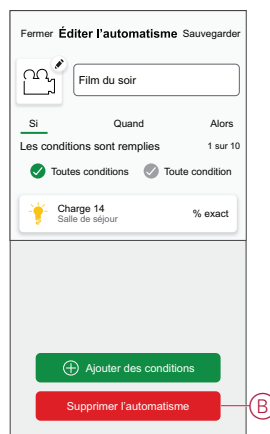 Fermer Éditer l’automatisme Sauvegarder
Film du soir
Si Quand Alors
Les conditions sont remplies 1 sur 10
Toutes conditions Toute condition
Charge 14
Salle de séjour
% exact
Ajouter des conditions
Supprimer l’automatisme
B